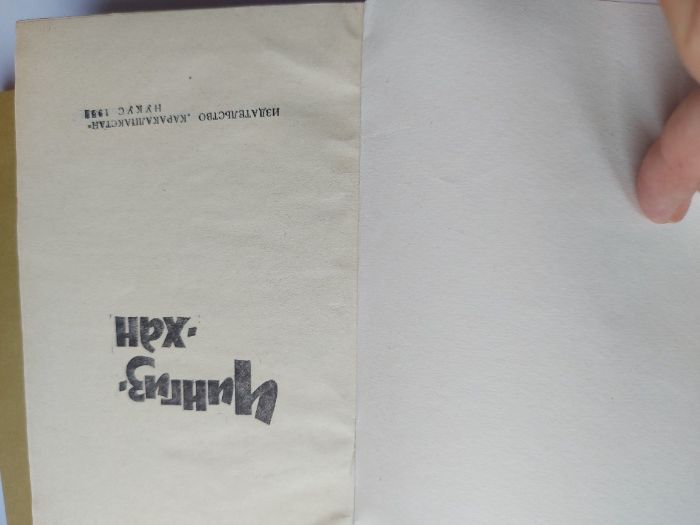 Чингиз-
-хан
ИЗДАТЕЛЬСТВО „КАРАКАЛПАКСТАН"
НУКУС